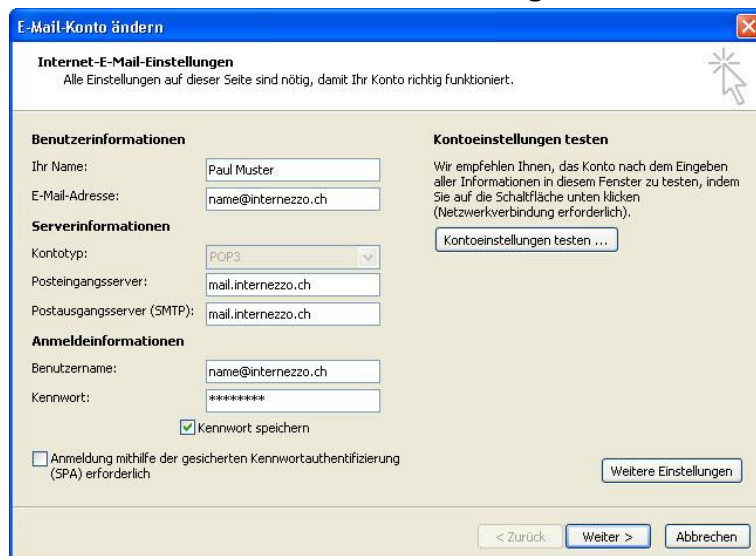 E-Mail-Konto ändern
Internet-E-Mail-Einstellungen
Alle Einstellungen auf dieser Seite sind nötig, damit Ihr Konto richtig funktioniert.
Benutzerinformationen
Ihr Name: Paul Muster
E-Mail-Adresse: name@internezzo.ch
Serverinformationen
Kontotyp: POP3
Posteingangsserver: mail.internezzo.ch
Postausgangsserver (SMTP): mail.internezzo.ch
Anmeldeinformationen
Benutzername: name@internezzo.ch
Kennwort: ********
Kennwort speichern
Anmeldung mithilfe der gesicherten Kennwortauthentifizierung
(SPA) erforderlich
Kontoeinstellungen testen
Wir empfehlen Ihnen, das Konto nach dem Eingeben
aller Informationen in diesem Fenster zu testen, indem
Sie auf die Schaltfläche unten klicken
(Netzwerkverbindung erforderlich).
Kontoeinstellungen testen ...
Weitere Einstellungen
< Zurück Weiter > Abbrechen